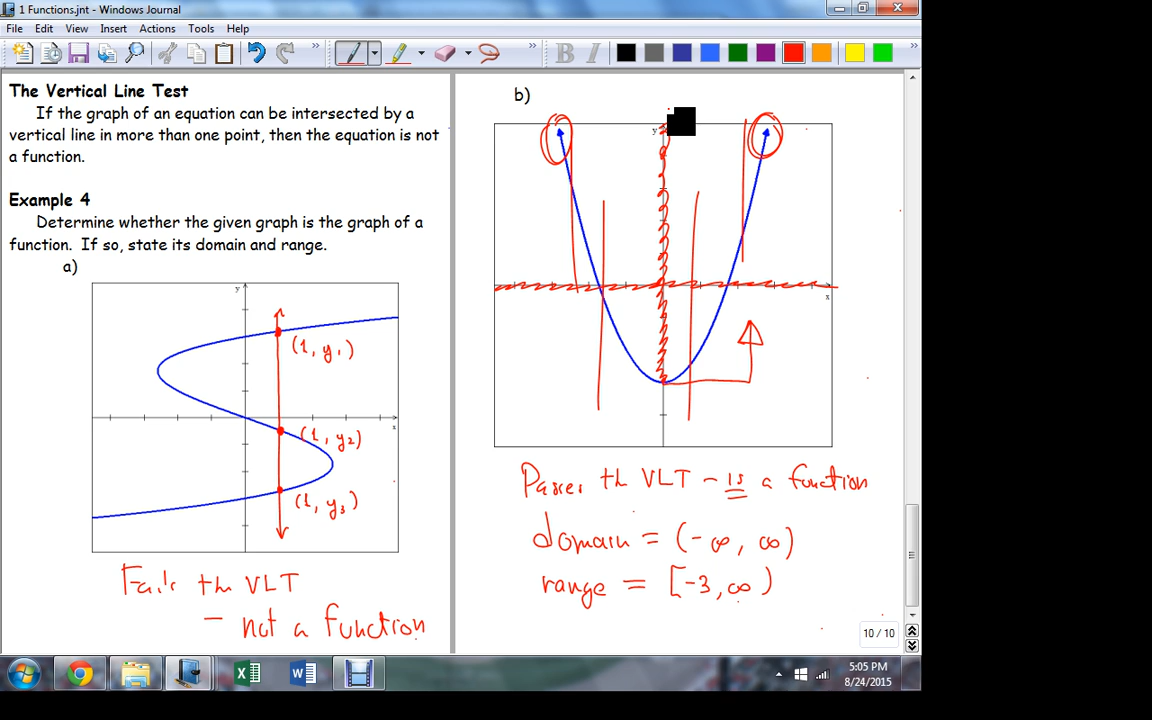 1 Functions.jnt - Windows Journal
File Edit View Insert Actions Tools Help
B I
The Vertical Line Test
If the graph of an equation can be intersected by a
vertical line in more than one point, then the equation is not
a function.
Example 4
Determine whether the given graph is the graph of a
function. If so, state its domain and range.
a)
y
x
(1, y1)
(1, y2)
(1, y3)
Fails the VLT
- not a function
b)
y
x
Passes the VLT - is a function
domain = (-∞, ∞)
range = [-3, ∞)
10 / 10
5:05 PM
8/24/2015